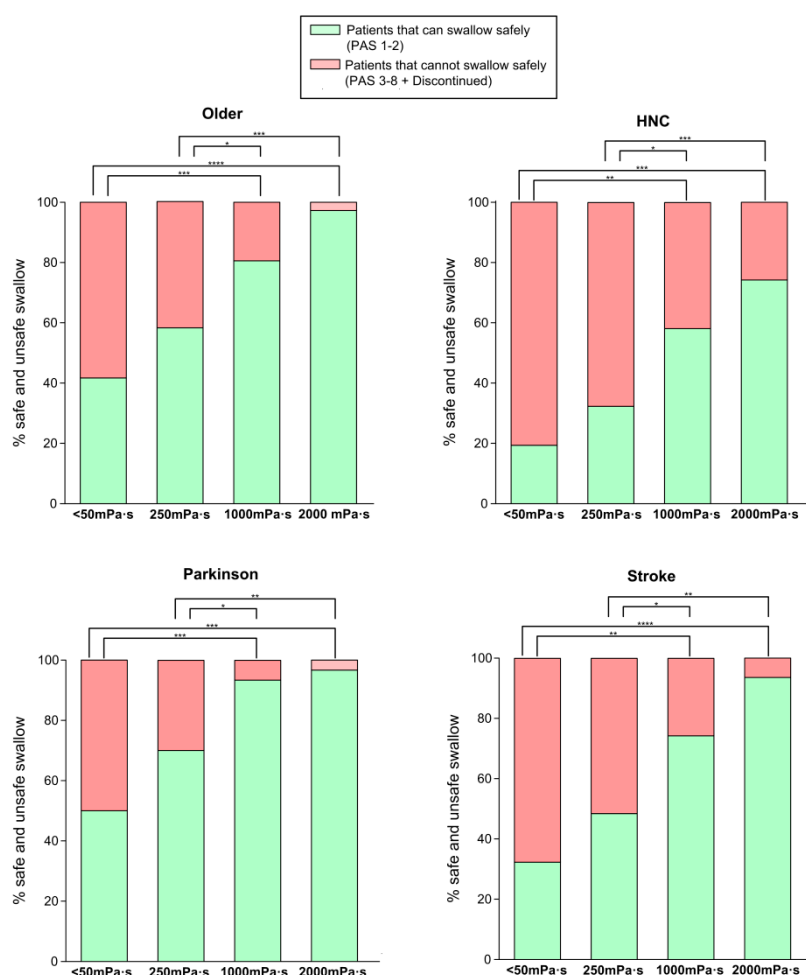 Patients that can swallow safely
(PAS 1-2)
Patients that cannot swallow safely
(PAS 3-8 + Discontinued)
Older
***
*
****
***
% safe and unsafe swallow
100
80
60
40
20
0
<50mPa·s 250mPa·s 1000mPa·s 2000 mPa·s
HNC
***
*
***
**
% safe and unsafe swallow
100
80
60
40
20
0
<50mPa·s 250mPa·s 1000mPa·s 2000mPa·s
Parkinson
**
*
***
***
% safe and unsafe swallow
100
80
60
40
20
0
<50mPa·s 250mPa·s 1000mPa·s 2000mPa·s
Stroke
**
*
****
**
% safe and unsafe swallow
100
80
60
40
20
0
<50mPa·s 250mPa·s 1000mPa·s 2000mPa·s